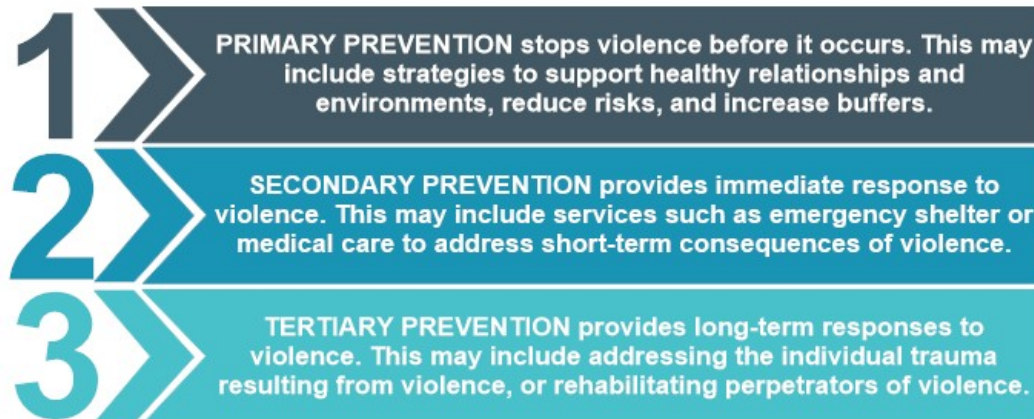 1
PRIMARY PREVENTION stops violence before it occurs. This may
include strategies to support healthy relationships and
environments, reduce risks, and increase buffers.
2
SECONDARY PREVENTION provides immediate response to
violence. This may include services such as emergency shelter or
medical care to address short-term consequences of violence.
3
TERTIARY PREVENTION provides long-term responses to
violence. This may include addressing the individual trauma
resulting from violence, or rehabilitating perpetrators of violence.